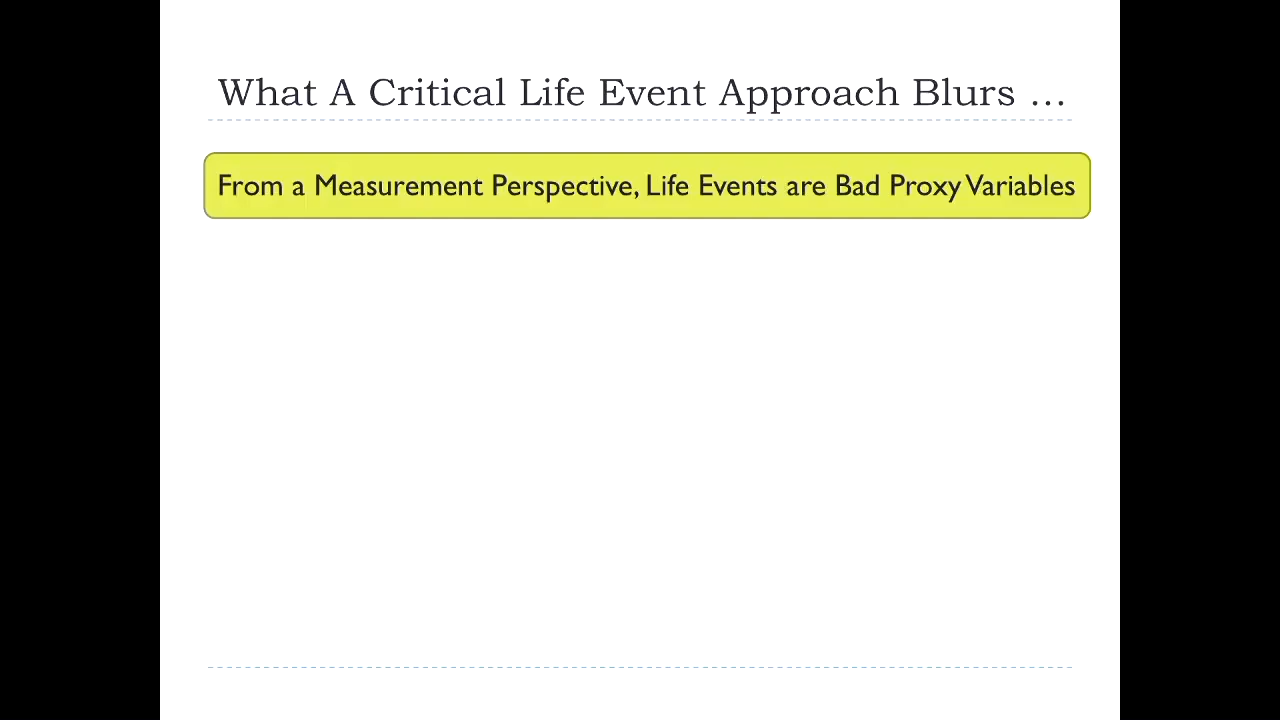 What A Critical Life Event Approach Blurs …
From a Measurement Perspective, Life Events are Bad Proxy Variables